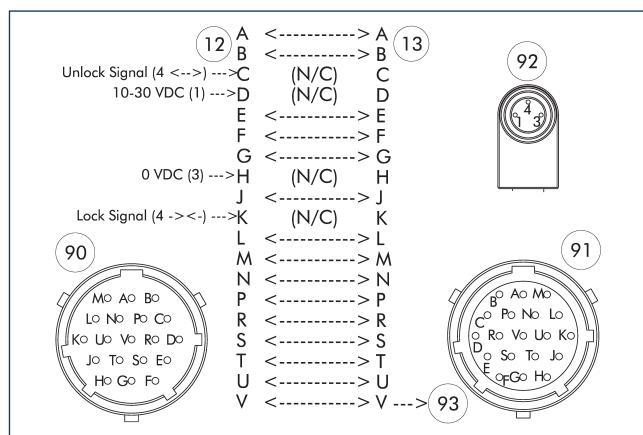 12 A <----------> A 13
B <----------> B
Unlock Signal (4 <-->) --->C (N/C) C
10-30 VDC (1) --->D (N/C) D
E <----------> E
F <----------> F
G <----------> G
0 VDC (3) --->H (N/C) H
J <----------> J
Lock Signal (4 -><-) --->K (N/C) K
L <----------> L
M <----------> M
N <----------> N
P <----------> P
R <----------> R
S <----------> S
T <----------> T
U <----------> U
V <----------> V ---> 93
92
4
1 3
90
M A B
L N P C
K U V R D
J T S E
H G F
91
B A M
C P N L
D R V U K
E S T J
F G H